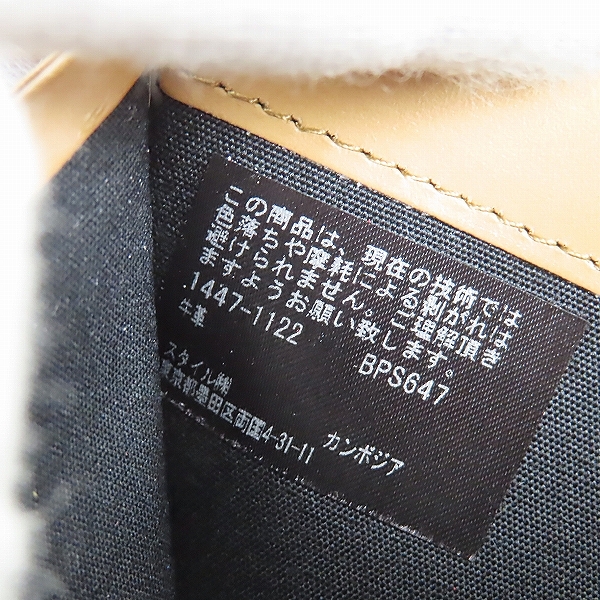 この商品は、現在の技術では
色落ちや摩耗による剥がれは
避けられません。ご理解頂き
ますようお願い致します。
1447-1122 BPS647
牛革
スタイル㈱
東京都墨田区両国4-31-11 カンボジア